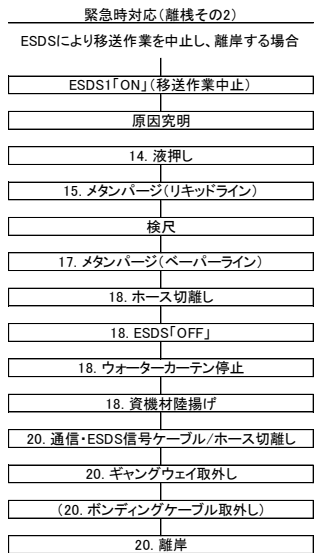 緊急時対応(離桟その2)
ESDSにより移送作業を中止し、離岸する場合
ESDS1「ON」(移送作業中止)
原因究明
14. 液押し
15. メタンパージ(リキッドライン)
検尺
17. メタンパージ(ベーパーライン)
18. ホース切離し
18. ESDS「OFF」
18. ウォーターカーテン停止
18. 資機材陸揚げ
20. 通信・ESDS信号ケーブル/ホース切離し
20. ギャングウェイ取外し
(20. ボンディングケーブル取外し)
20. 離岸